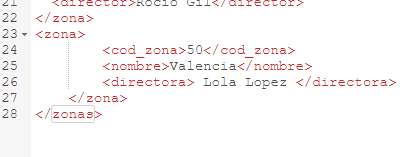 21 <director>Rocio Gil</director>
22 </zona>
23 <zona>
24 <cod_zona>50</cod_zona>
25 <nombre>Valencia</nombre>
26 <directora> Lola Lopez </directora>
27 </zona>
28 </zonas>